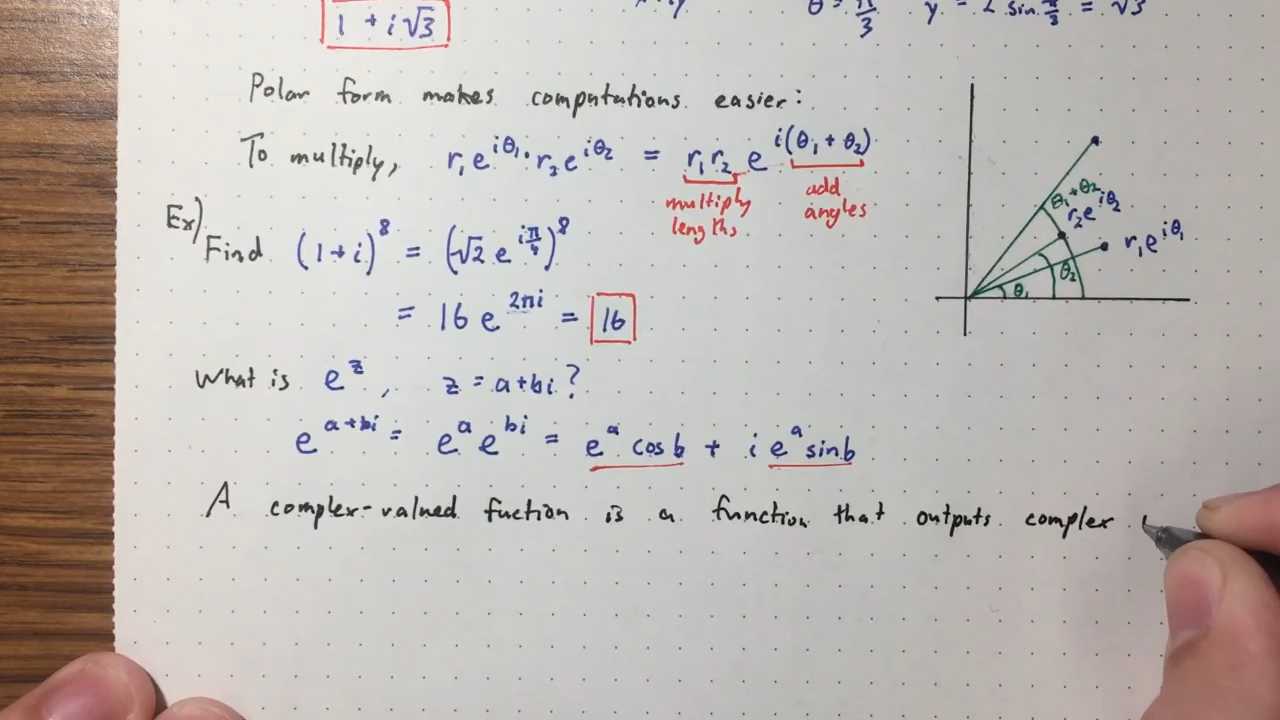 1 + i√3
θ = π/3 y = 2 sin π/3 = √3
Polar form makes computations easier:
To multiply, r₁e^{iθ₁} · r₂e^{iθ₂} = r₁r₂ e^{i(θ₁ + θ₂)}
multiply lengths
add angles
Ex)
Find (1+i)^8 = (√2 e^{iπ/4})^8
= 16 e^{2πi} = 16
What is e^z, z = a+bi?
e^{a+bi} = e^a e^{bi} = e^a cos b + i e^a sin b
A complex-valued fuction is a function that outputs complex
θ₁+θ₂
r₂e^{iθ₂}
r₁e^{iθ₁}
θ₂
θ₁